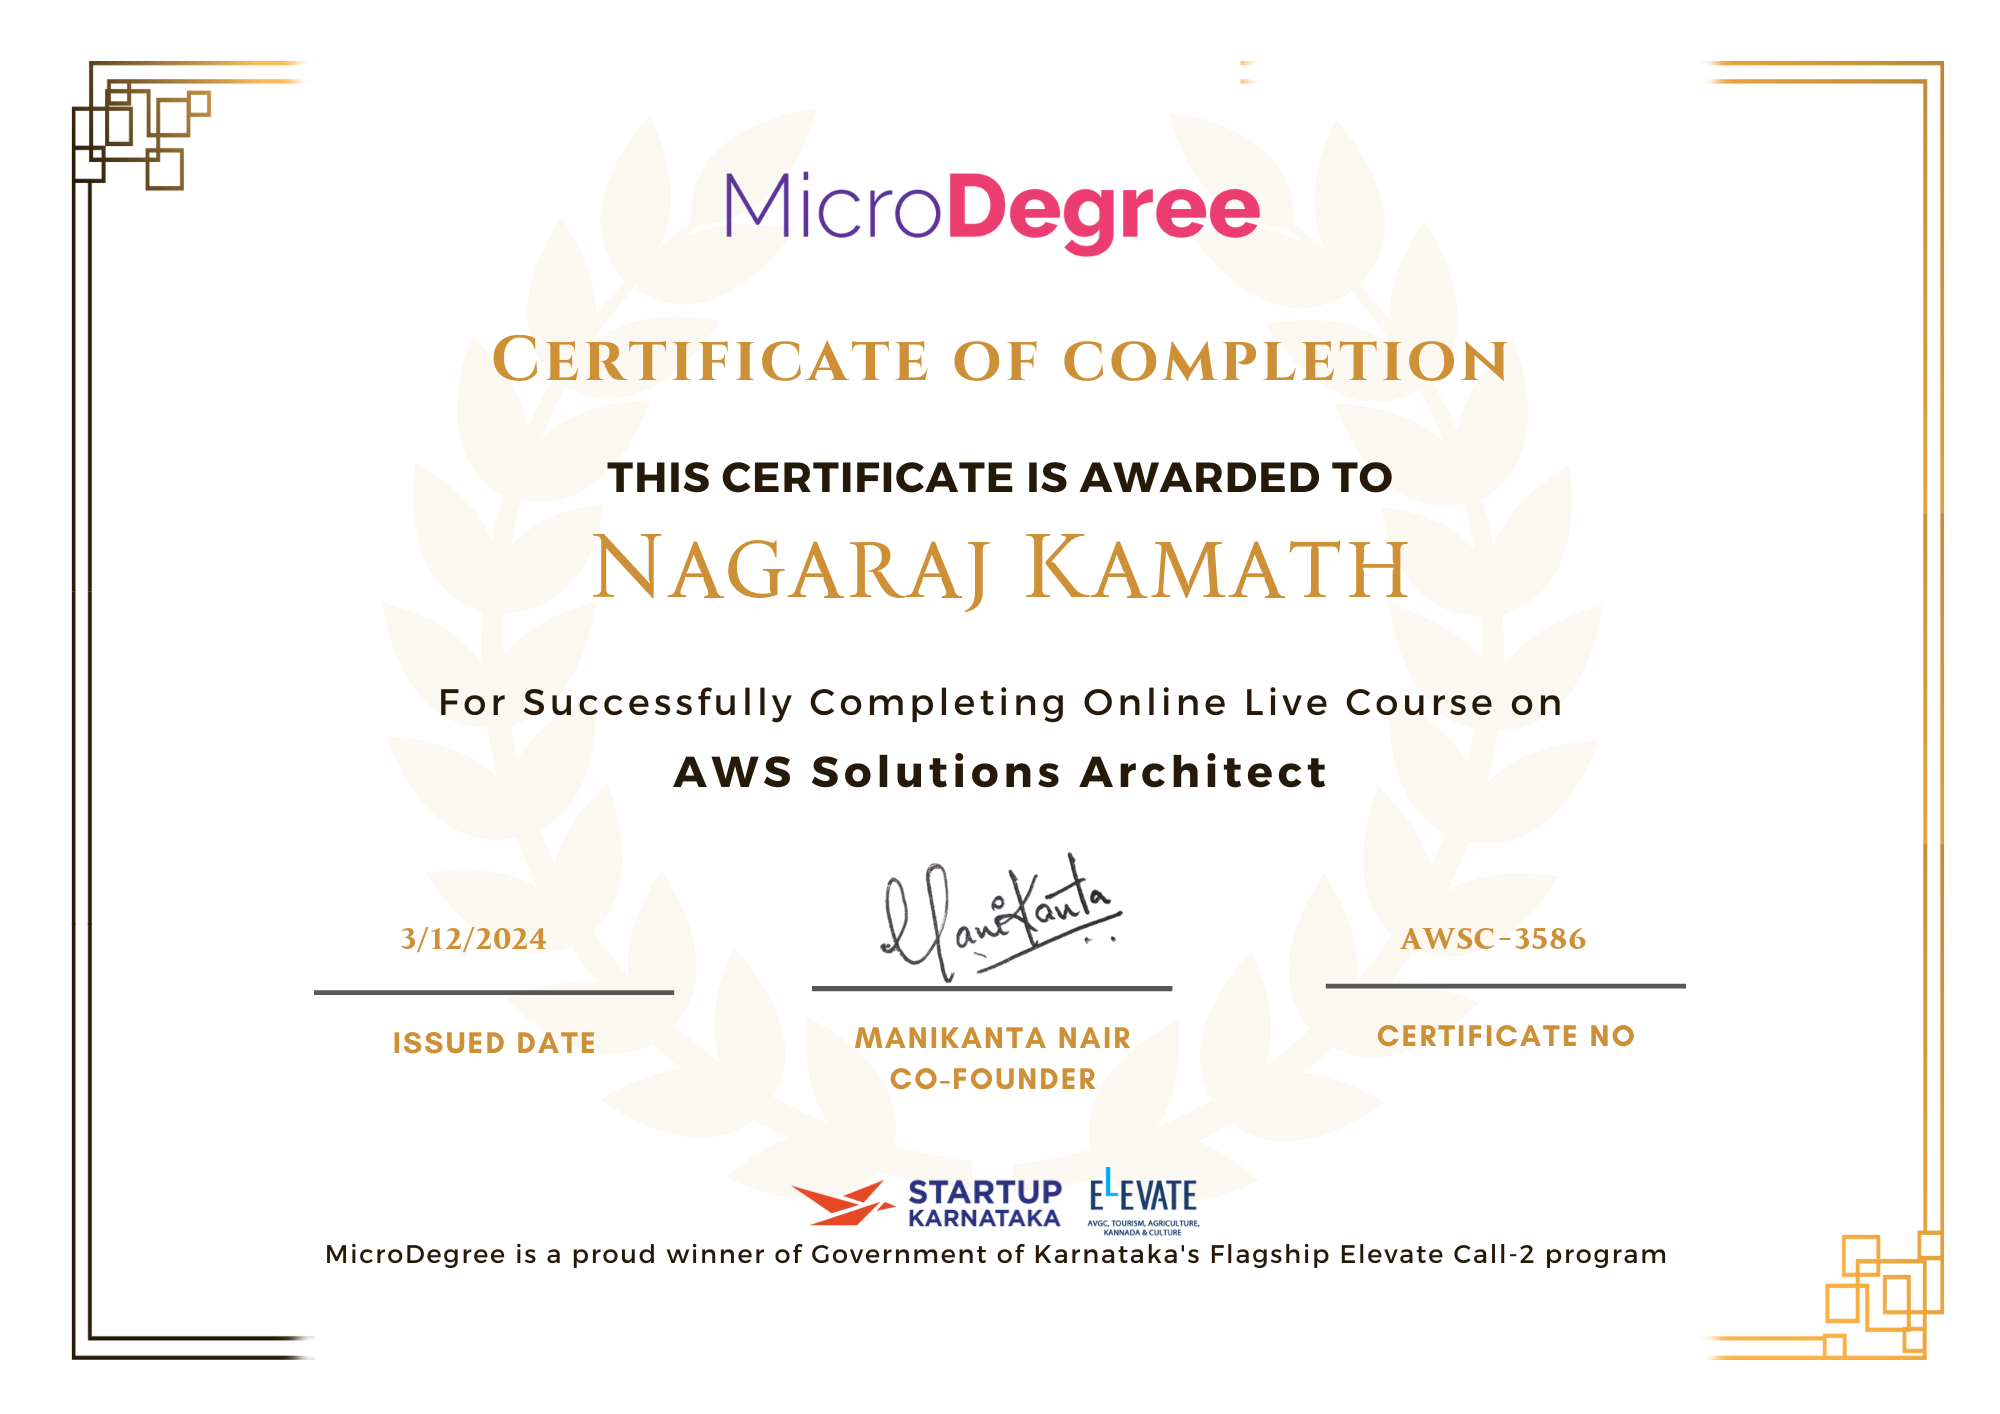 MicroDegree
CERTIFICATE OF COMPLETION
THIS CERTIFICATE IS AWARDED TO
NAGARAJ KAMATH
For Successfully Completing Online Live Course on
AWS Solutions Architect
ManiKanta
3/12/2024
AWSC-3586
ISSUED DATE
MANIKANTA NAIR
CO-FOUNDER
CERTIFICATE NO
STARTUP
KARNATAKA
ELEVATE
AVGC, TOURISM, AGRICULTURE,
KANNADA & CULTURE
MicroDegree is a proud winner of Government of Karnataka's Flagship Elevate Call-2 program